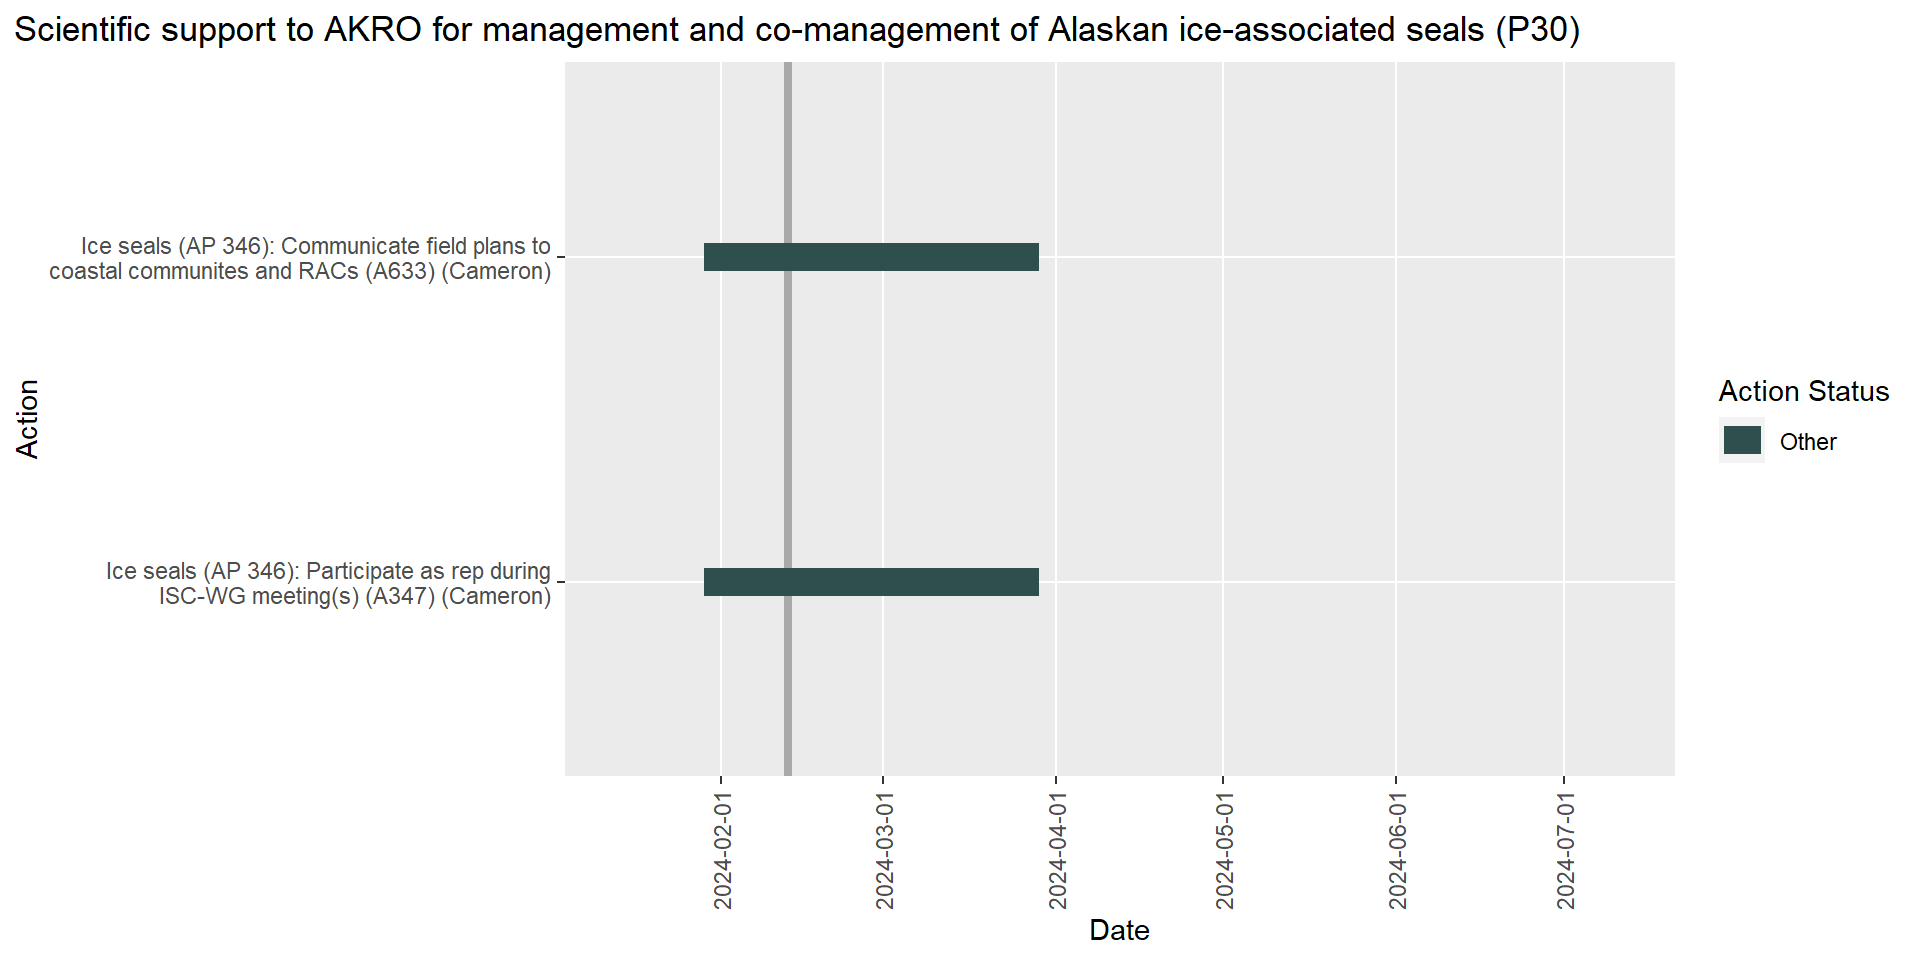 Scientific support to AKRO for management and co-management of Alaskan ice-associated seals (P30)
Action
Ice seals (AP 346): Communicate field plans to
coastal communites and RACs (A633) (Cameron)
Ice seals (AP 346): Participate as rep during
ISC-WG meeting(s) (A347) (Cameron)
2024-02-01
2024-03-01
2024-04-01
2024-05-01
2024-06-01
2024-07-01
Date
Action Status
Other